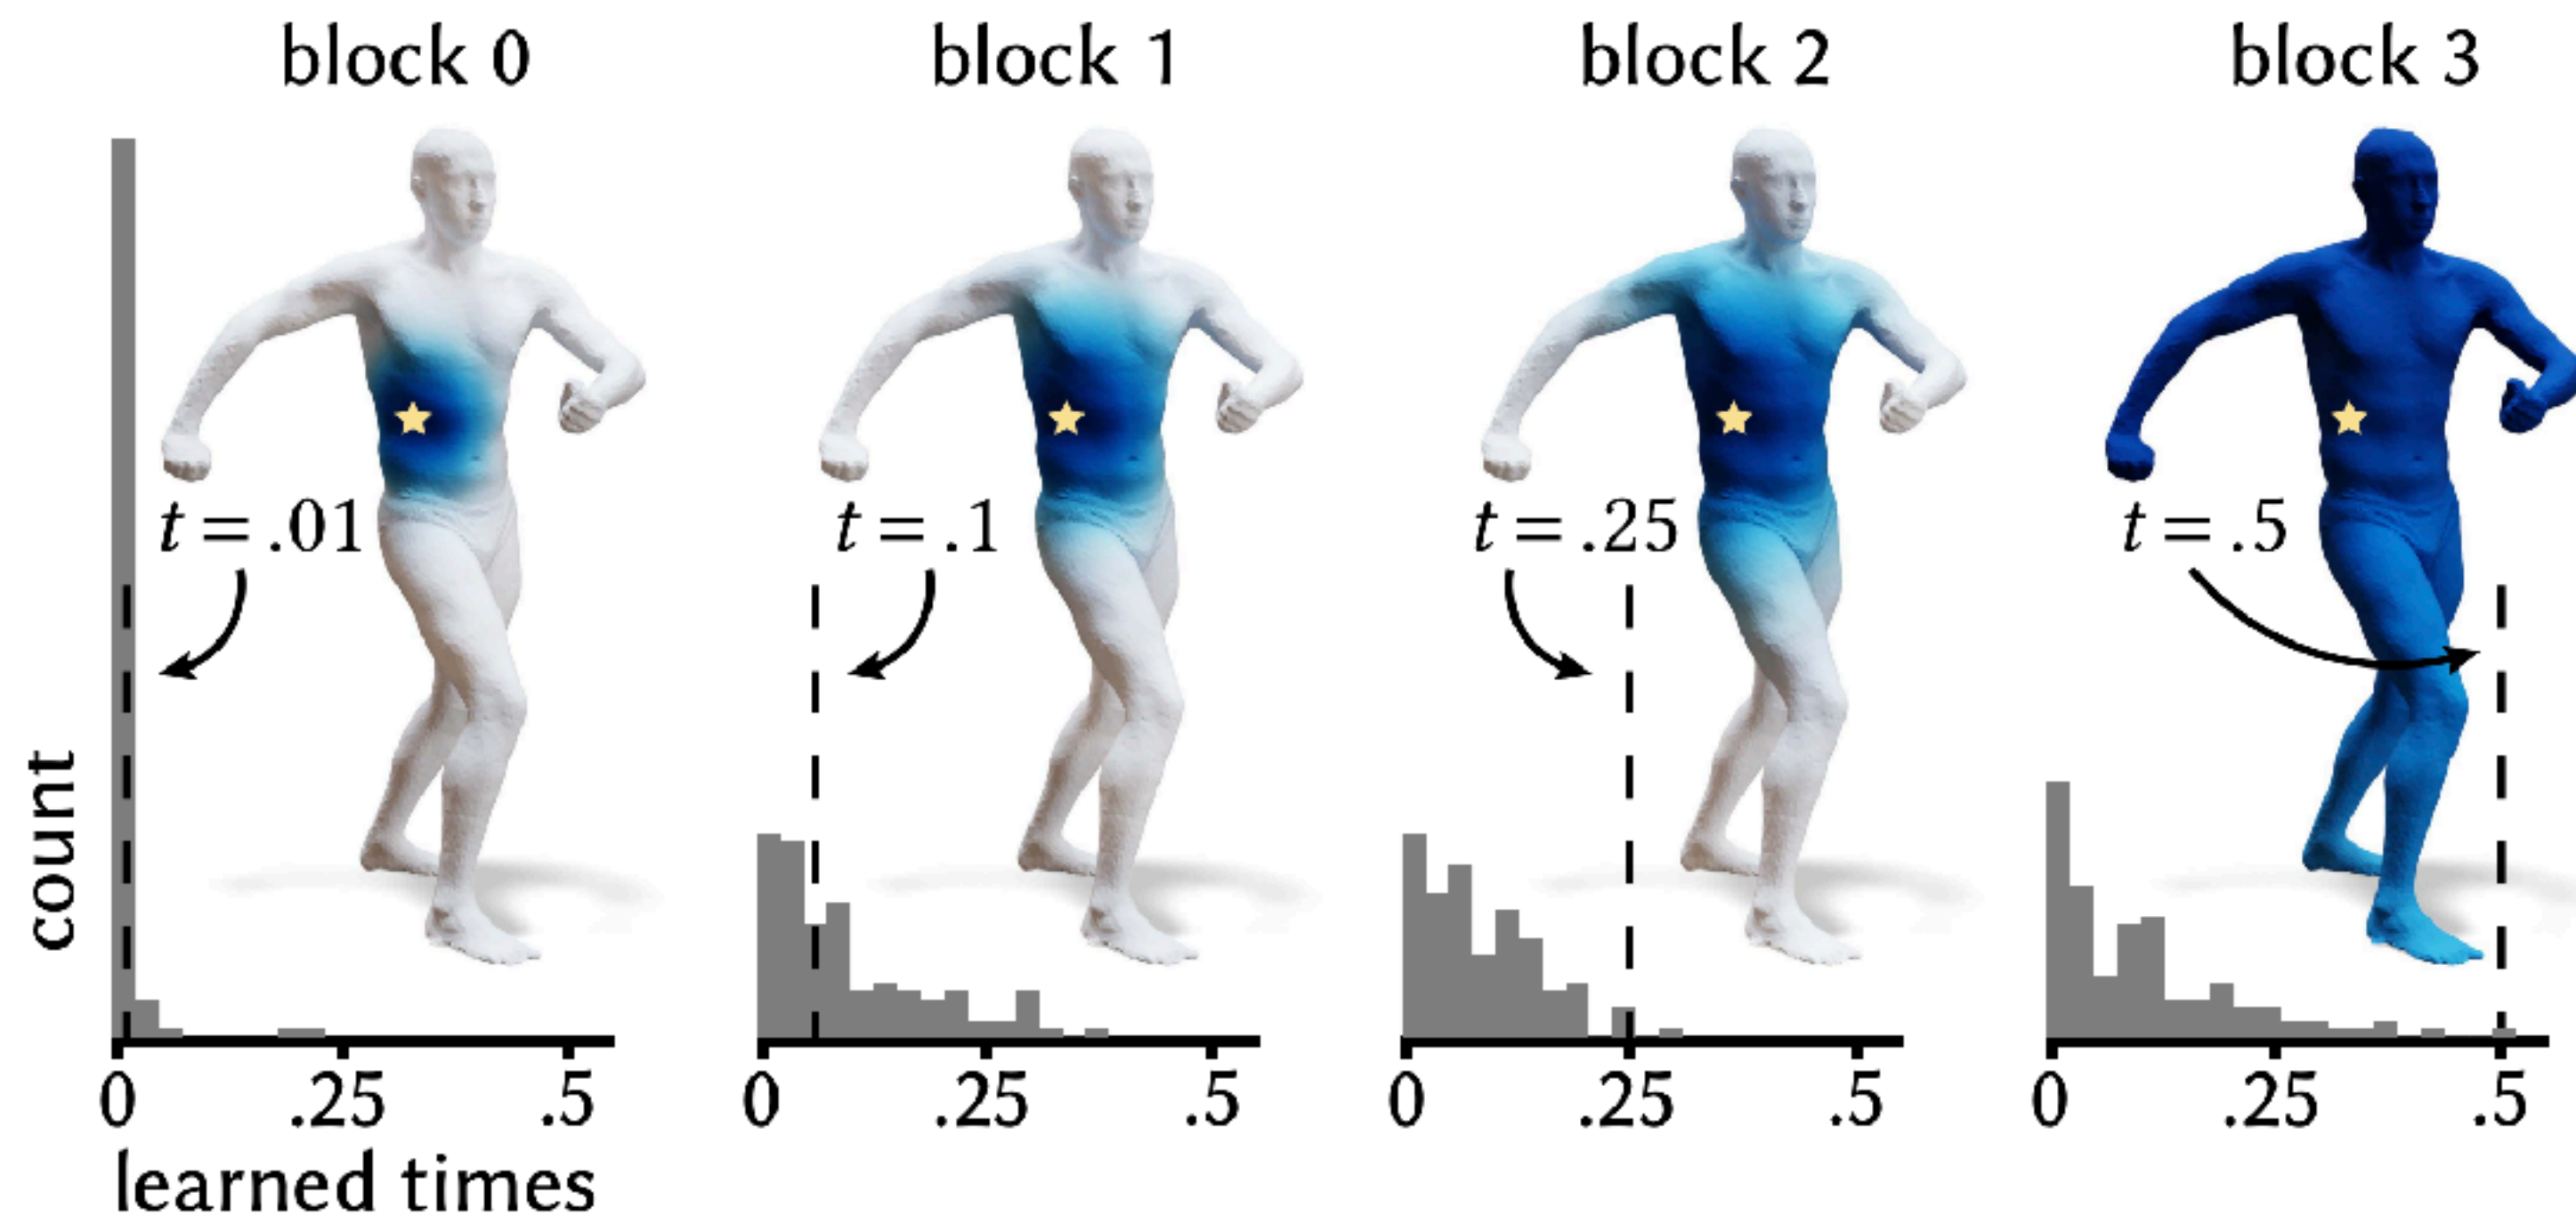 block 0
block 1
block 2
block 3
t = .01
t = .1
t = .25
t = .5
count
0 .25 .5
0 .25 .5
0 .25 .5
0 .25 .5
learned times